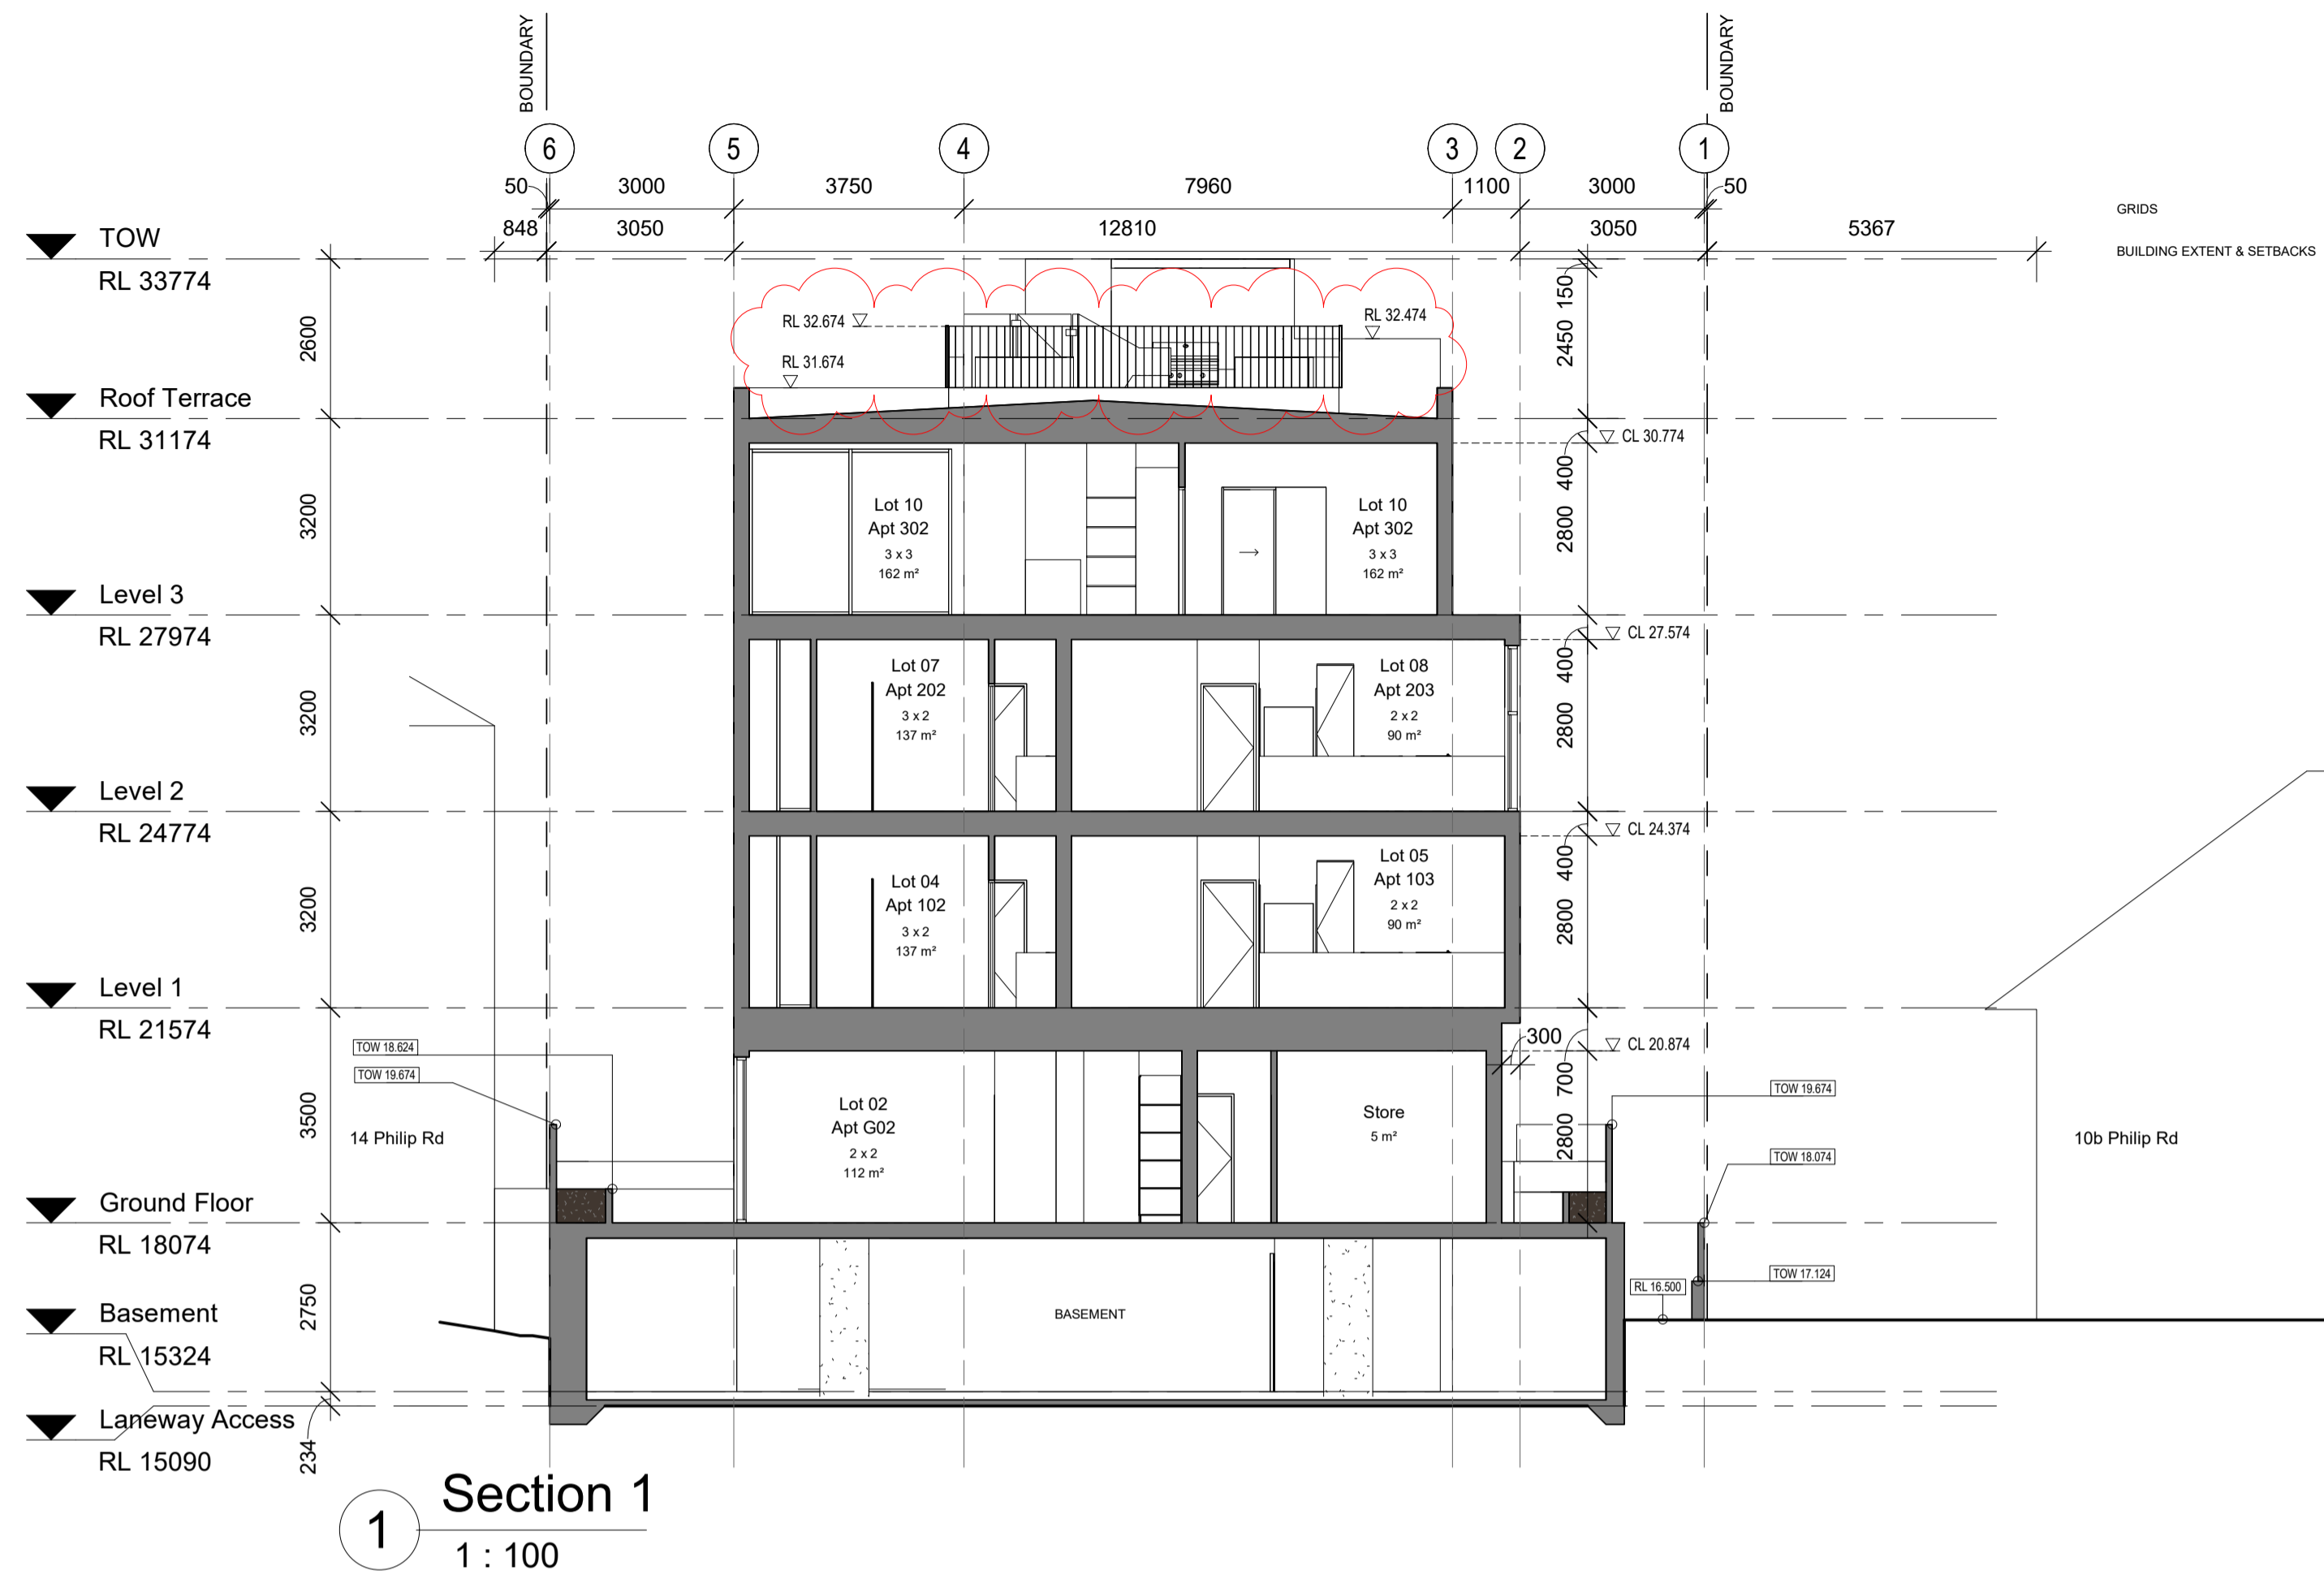 BOUNDARY
BOUNDARY
6
5
4
3
2
1
50
3000
3750
7960
1100
3000
50
GRIDS
848
3050
12810
3050
5367
BUILDING EXTENT & SETBACKS
TOW
RL 33774
150
RL 32.674
RL 32.474
2600
2450
RL 31.674
Roof Terrace
RL 31174
CL 30.774
400
Lot 10
Apt 302
3 x 3
162 m²
Lot 10
Apt 302
3 x 3
162 m²
3200
2800
Level 3
RL 27974
CL 27.574
400
Lot 07
Apt 202
3 x 2
137 m²
Lot 08
Apt 203
2 x 2
90 m²
3200
2800
Level 2
RL 24774
CL 24.374
400
Lot 04
Apt 102
3 x 2
137 m²
Lot 05
Apt 103
2 x 2
90 m²
3200
2800
Level 1
RL 21574
300
CL 20.874
700
TOW 18.624
TOW 19.674
TOW 19.674
Lot 02
Apt G02
2 x 2
112 m²
Store
5 m²
3500
2800
14 Philip Rd
10b Philip Rd
TOW 18.074
Ground Floor
RL 18074
TOW 17.124
RL 16.500
2750
BASEMENT
Basement
RL 15324
Laneway Access
RL 15090
234
1
Section 1
1 : 100